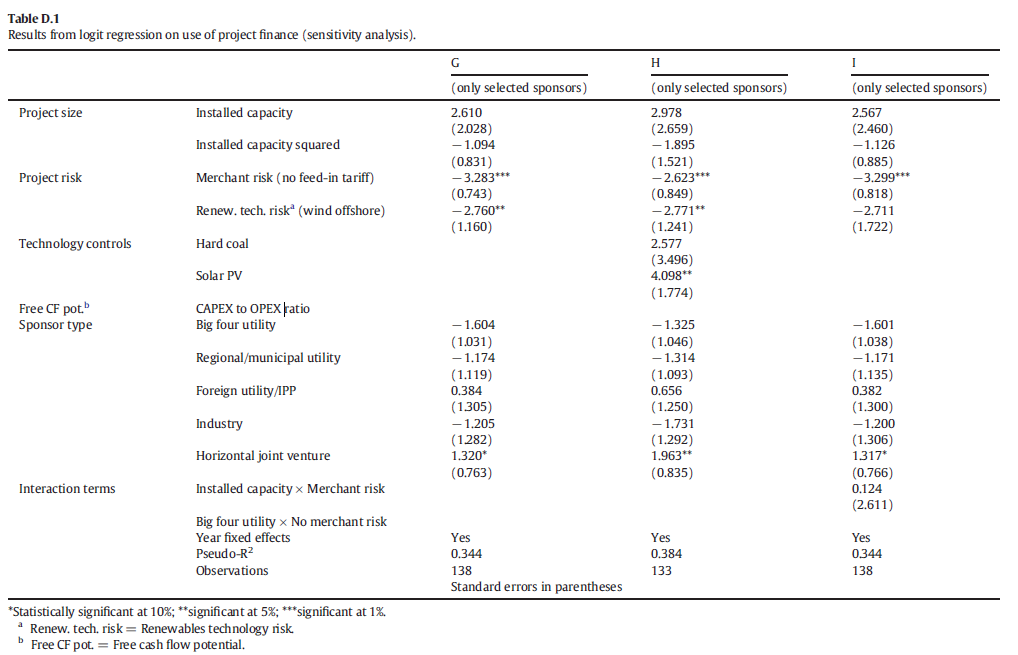 Table D.1
Results from logit regression on use of project finance (sensitivity analysis).
G H I
(only selected sponsors) (only selected sponsors) (only selected sponsors)
Project size Installed capacity 2.610 2.978 2.567
(2.028) (2.659) (2.460)
Installed capacity squared −1.094 −1.895 −1.126
(0.831) (1.521) (0.885)
Project risk Merchant risk (no feed-in tariff) −3.283*** −2.623*** −3.299***
(0.743) (0.849) (0.818)
Renew. tech. riskᵃ (wind offshore) −2.760** −2.771** −2.711
(1.160) (1.241) (1.722)
Technology controls Hard coal 2.577
(3.496)
Solar PV 4.098**
(1.774)
Free CF pot.ᵇ CAPEX to OPEX ratio
Sponsor type Big four utility −1.604 −1.325 −1.601
(1.031) (1.046) (1.038)
Regional/municipal utility −1.174 −1.314 −1.171
(1.119) (1.093) (1.135)
Foreign utility/IPP 0.384 0.656 0.382
(1.305) (1.250) (1.300)
Industry −1.205 −1.731 −1.200
(1.282) (1.292) (1.306)
Horizontal joint venture 1.320* 1.963** 1.317*
(0.763) (0.835) (0.766)
Interaction terms Installed capacity × Merchant risk 0.124
(2.611)
Big four utility × No merchant risk
Year fixed effects Yes Yes Yes
Pseudo-R² 0.344 0.384 0.344
Observations 138 133 138
Standard errors in parentheses
*Statistically significant at 10%; **significant at 5%; ***significant at 1%.
ᵃ Renew. tech. risk = Renewables technology risk.
ᵇ Free CF pot. = Free cash flow potential.